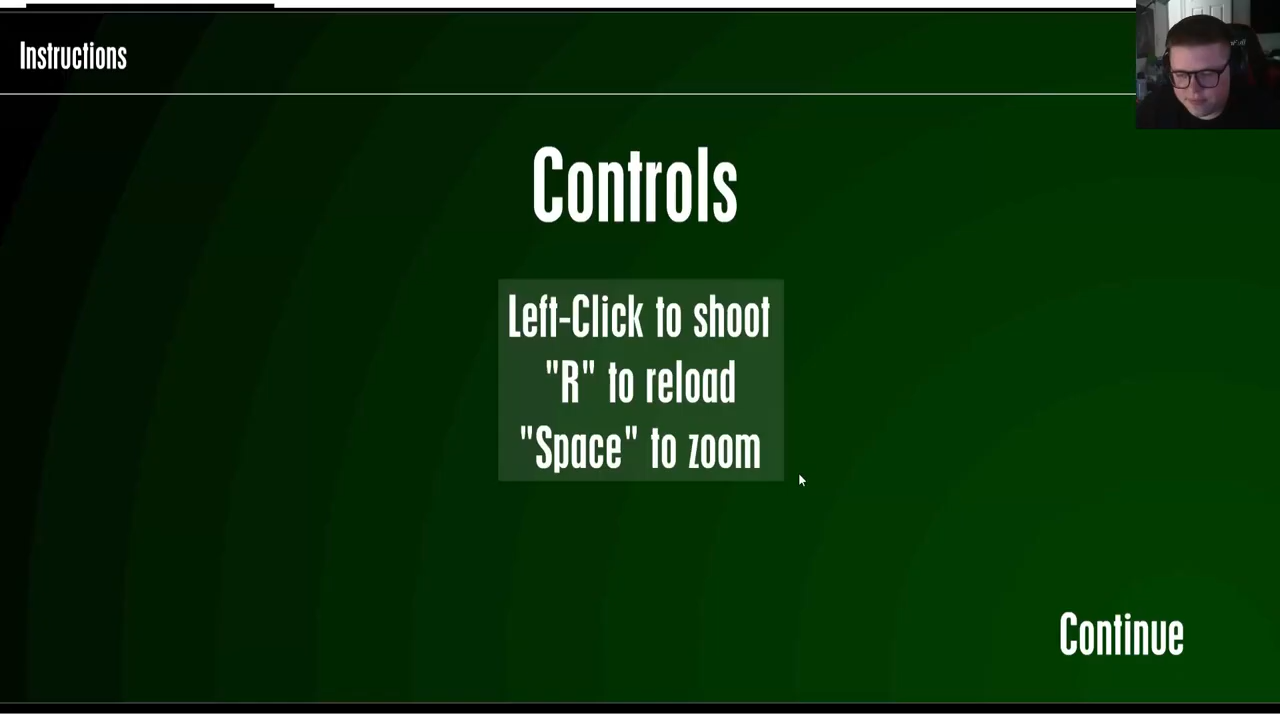 Instructions
Controls
Left-Click to shoot
"R" to reload
"Space" to zoom
Continue